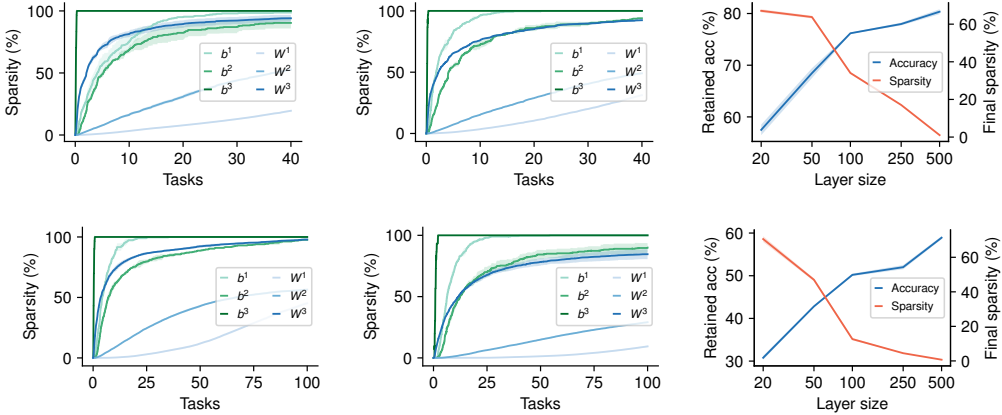 100
50
0
Sparsity (%)
b¹ W¹
b² W²
b³ W³
0 10 20 30 40
Tasks
100
50
0
Sparsity (%)
b¹ W¹
b² W²
b³ W³
0 10 20 30 40
Tasks
80
70
60
Retained acc (%)
Accuracy
Sparsity
60
40
20
0
Final sparsity (%)
20 50 100 250 500
Layer size
100
50
0
Sparsity (%)
b¹ W¹
b² W²
b³ W³
0 25 50 75 100
Tasks
100
50
0
Sparsity (%)
b¹ W¹
b² W²
b³ W³
0 25 50 75 100
Tasks
60
50
40
30
Retained acc (%)
Accuracy
Sparsity
60
40
20
0
Final sparsity (%)
20 50 100 250 500
Layer size